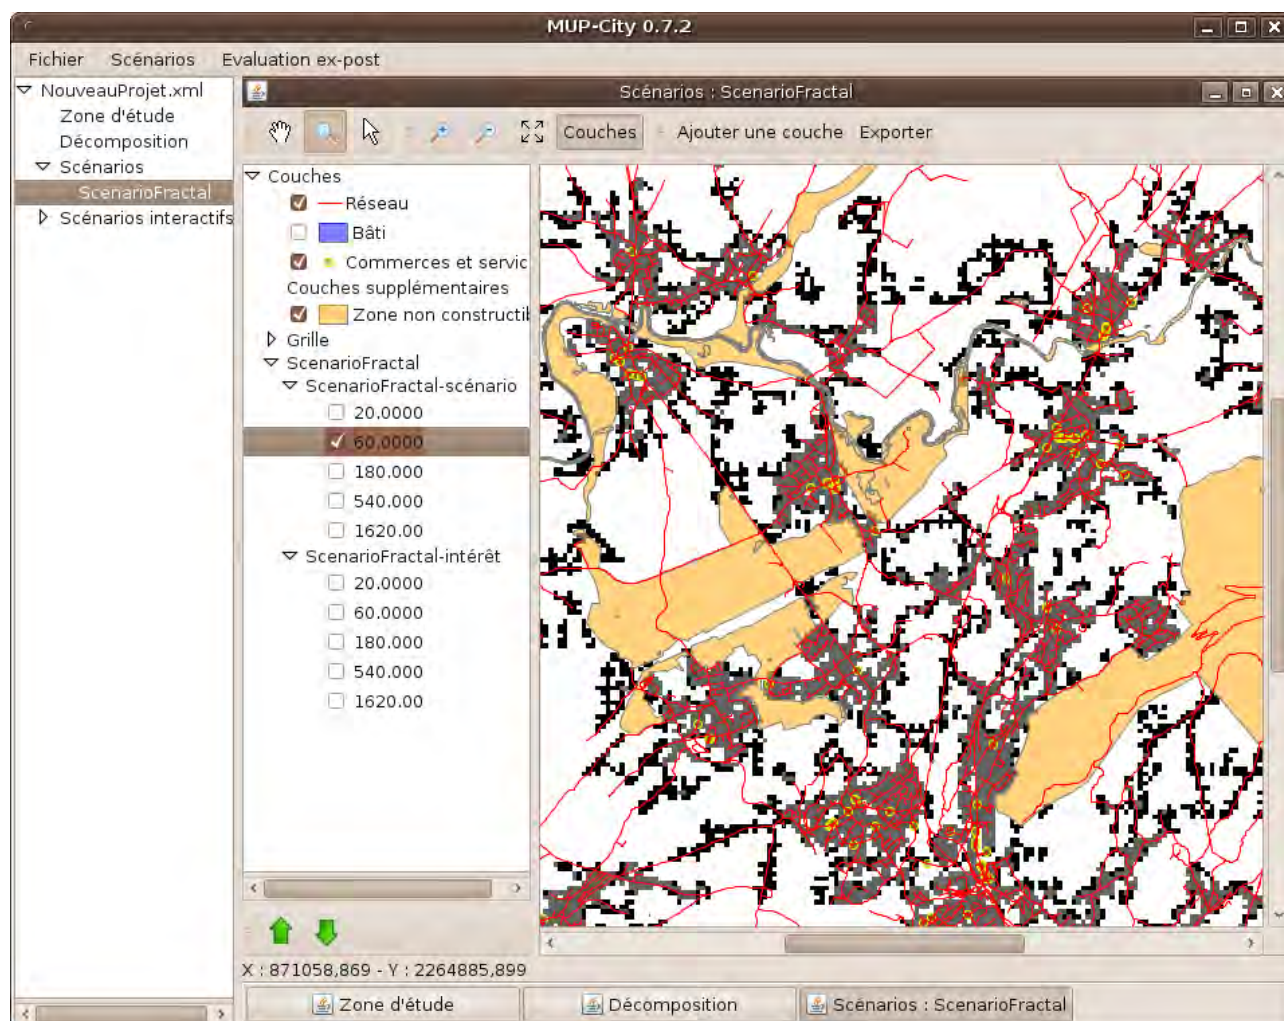 MUP-City 0.7.2
Fichier Scénarios Evaluation ex-post
NouveauProjet.xml
Zone d'étude
Décomposition
Scénarios
ScenarioFractal
Scénarios interactifs
Scénarios : ScenarioFractal
Couches Ajouter une couche Exporter
Couches
Réseau
Bâti
Commerces et servic
Couches supplémentaires
Zone non constructi
Grille
ScenarioFractal
ScenarioFractal-scénario
20.0000
60.0000
180.000
540.000
1620.00
ScenarioFractal-intérêt
20.0000
60.0000
180.000
540.000
1620.00
X : 871058,869 - Y : 2264885,899
Zone d'étude Décomposition Scénarios : ScenarioFractal